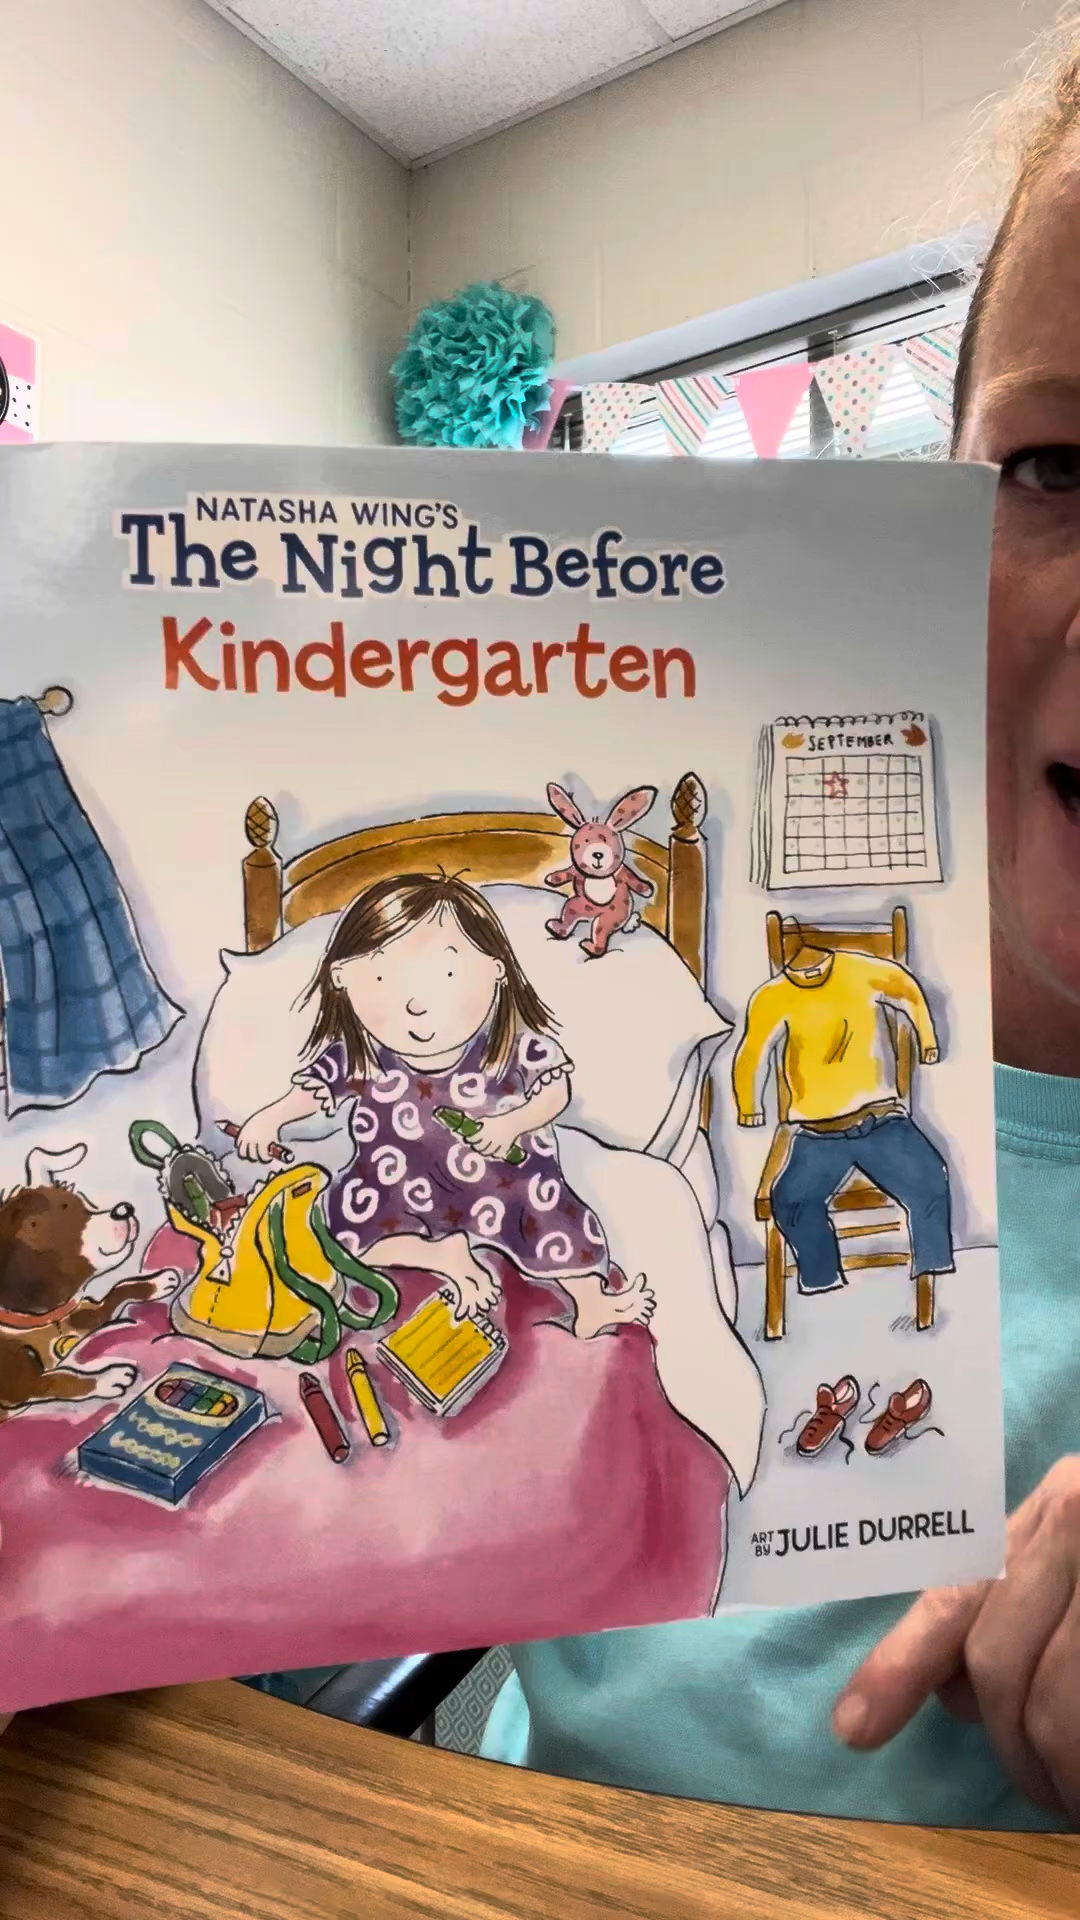 NATASHA WING'S
The Night Before
Kindergarten
SEPTEMBER
ART BY JULIE DURRELL